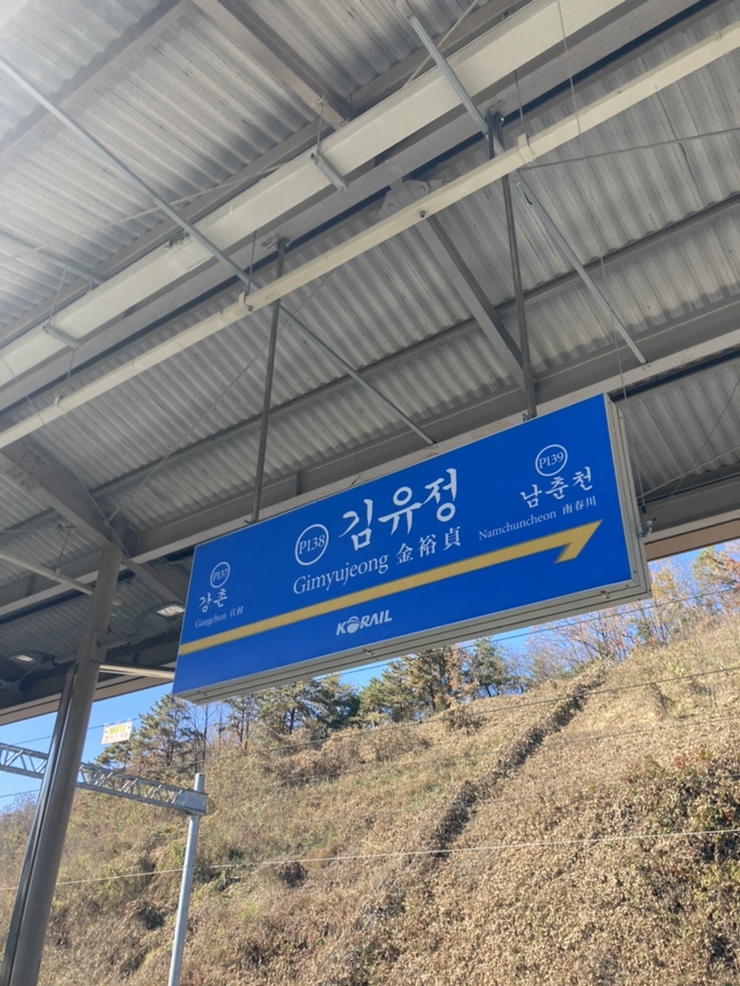 P137
강촌
Gangchon 江村
P138 김유정
Gimyujeong 金裕貞
P139
남춘천
Namchuncheon 南春川
KORAIL